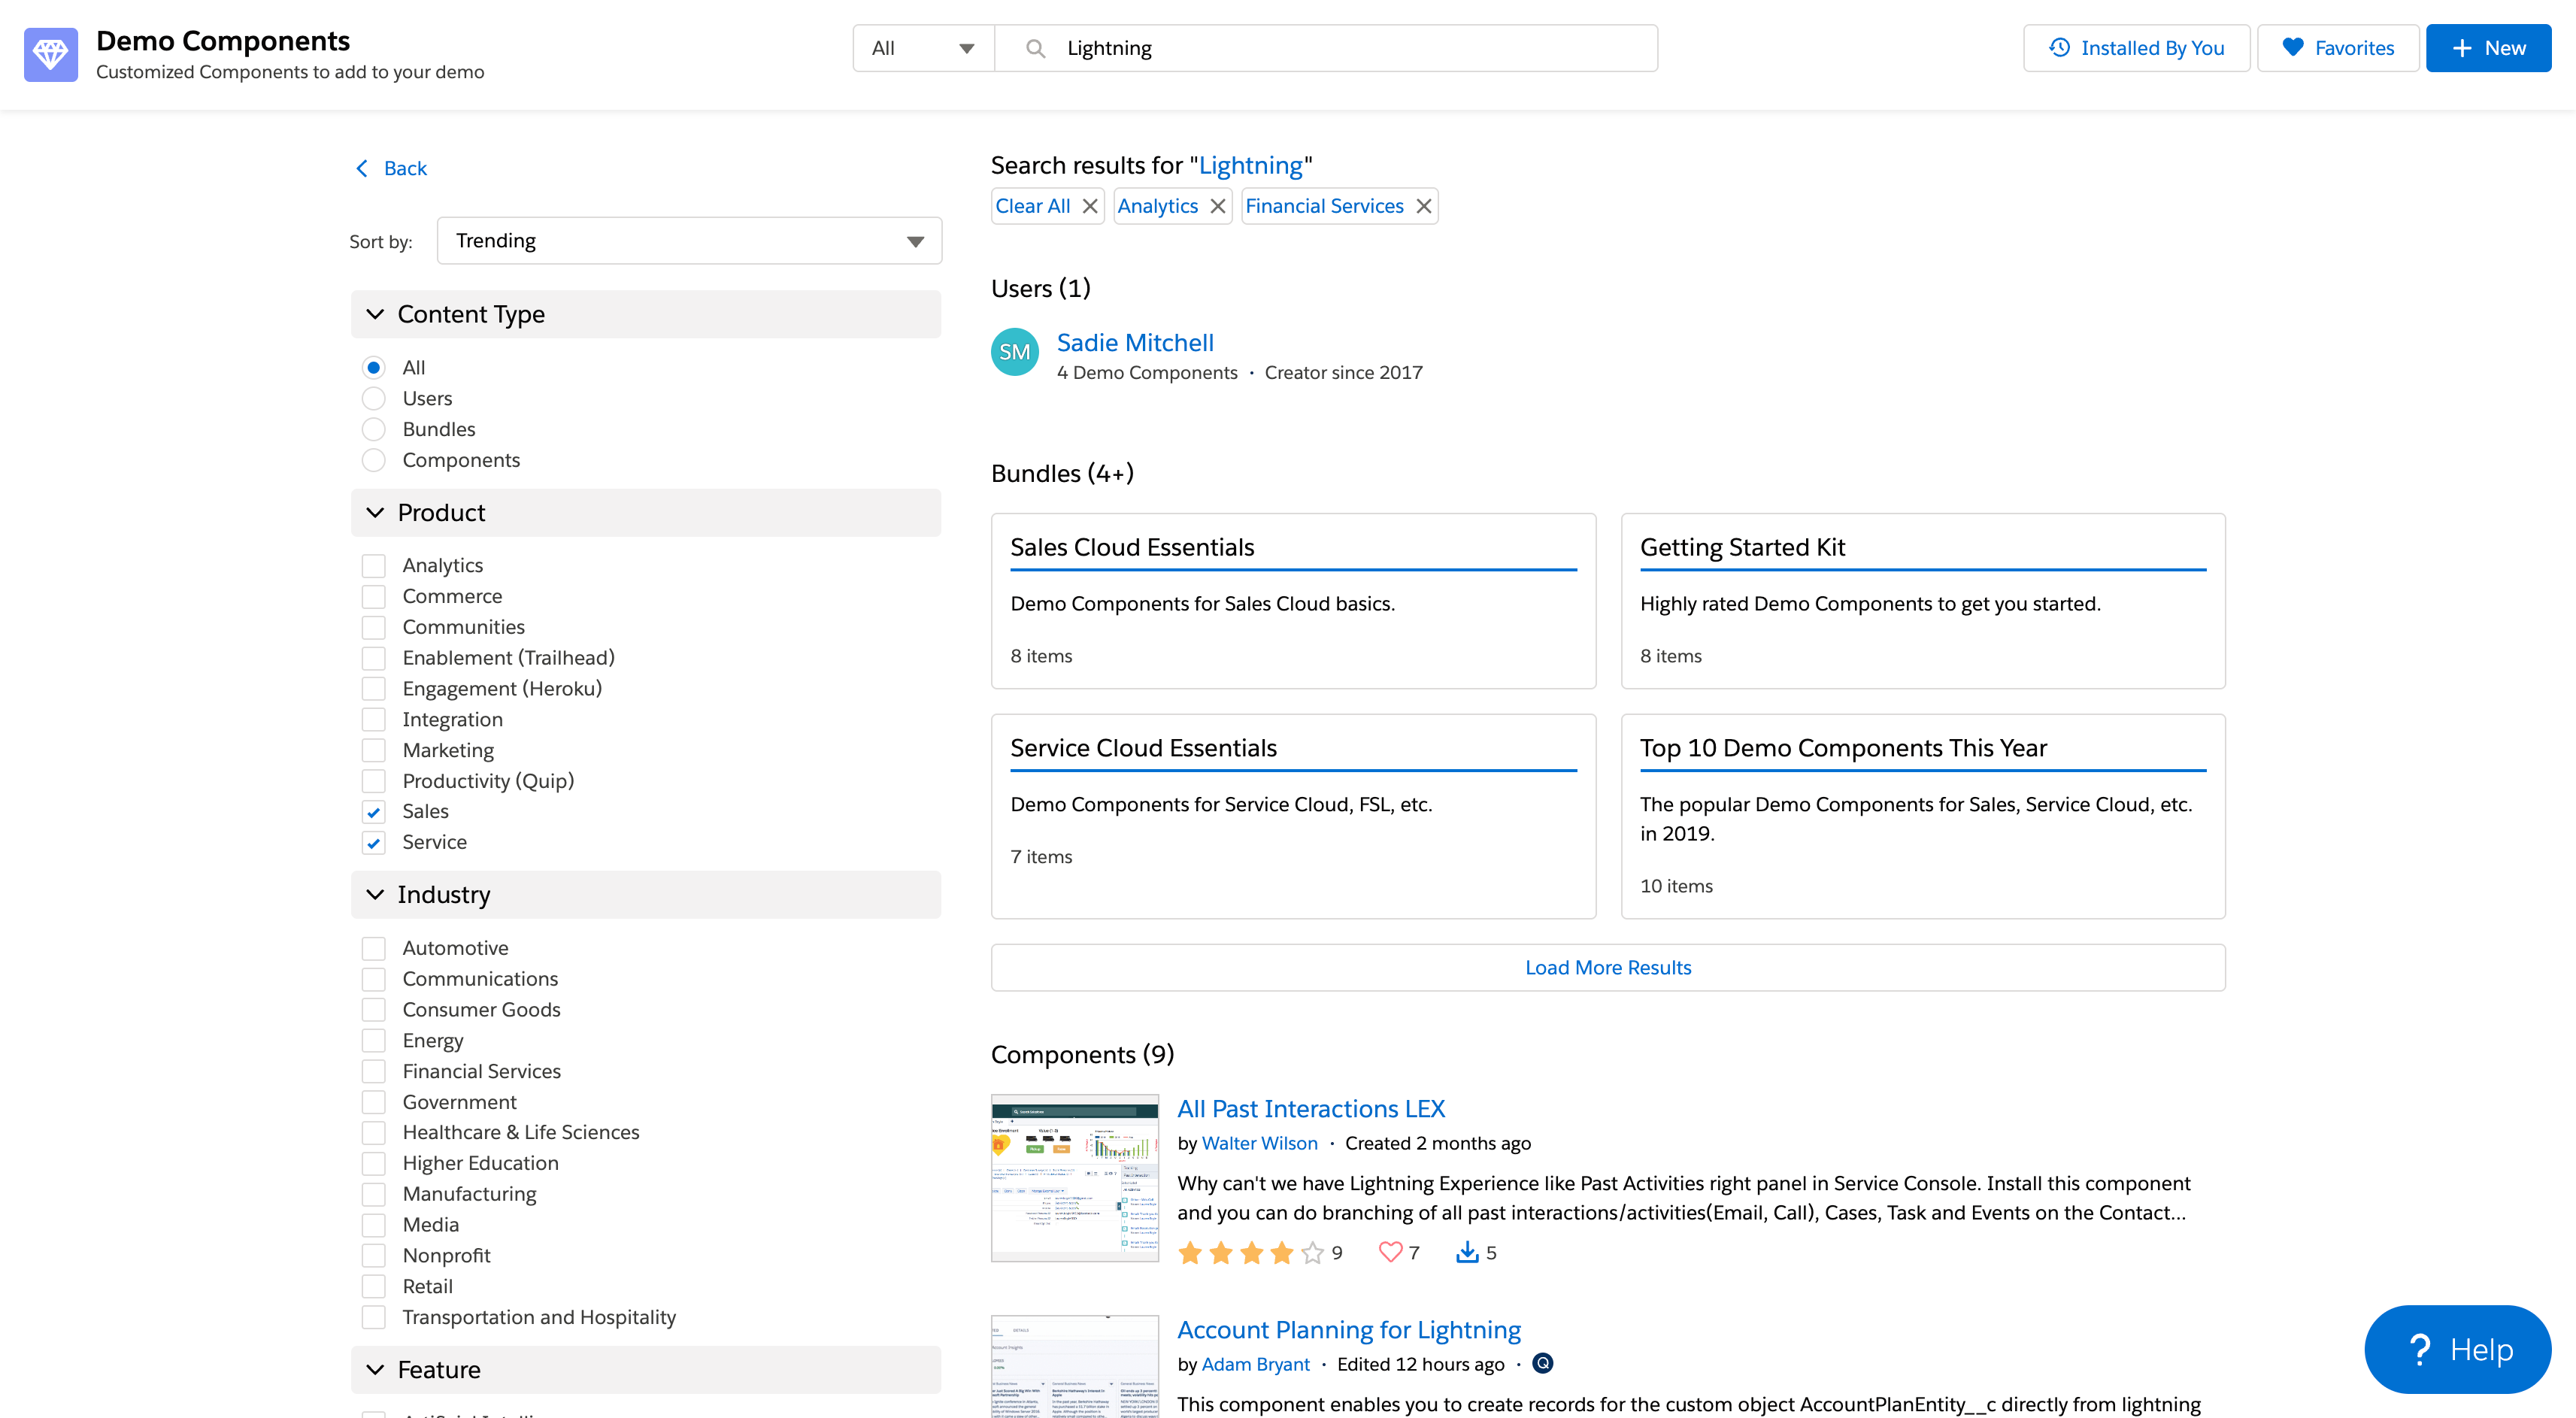 Demo Components
Customized Components to add to your demo
All
Lightning
Installed By You
Favorites
New
Back
Sort by:
Trending
Content Type
All
Users
Bundles
Components
Product
Analytics
Commerce
Communities
Enablement (Trailhead)
Engagement (Heroku)
Integration
Marketing
Productivity (Quip)
Sales
Service
Industry
Automotive
Communications
Consumer Goods
Energy
Financial Services
Government
Healthcare & Life Sciences
Higher Education
Manufacturing
Media
Nonprofit
Retail
Transportation and Hospitality
Feature
Search results for "Lightning"
Clear All
Analytics
Financial Services
Users (1)
SM
Sadie Mitchell
4 Demo Components • Creator since 2017
Bundles (4+)
Sales Cloud Essentials
Demo Components for Sales Cloud basics.
8 items
Getting Started Kit
Highly rated Demo Components to get you started.
8 items
Service Cloud Essentials
Demo Components for Service Cloud, FSL, etc.
7 items
Top 10 Demo Components This Year
The popular Demo Components for Sales, Service Cloud, etc.
in 2019.
10 items
Load More Results
Components (9)
All Past Interactions LEX
by Walter Wilson • Created 2 months ago
Why can't we have Lightning Experience like Past Activities right panel in Service Console. Install this component
and you can do branching of all past interactions/activities(Email, Call), Cases, Task and Events on the Contact...
9
7
5
Account Planning for Lightning
by Adam Bryant • Edited 12 hours ago • Q
This component enables you to create records for the custom object AccountPlanEntity__c directly from lightning
? Help